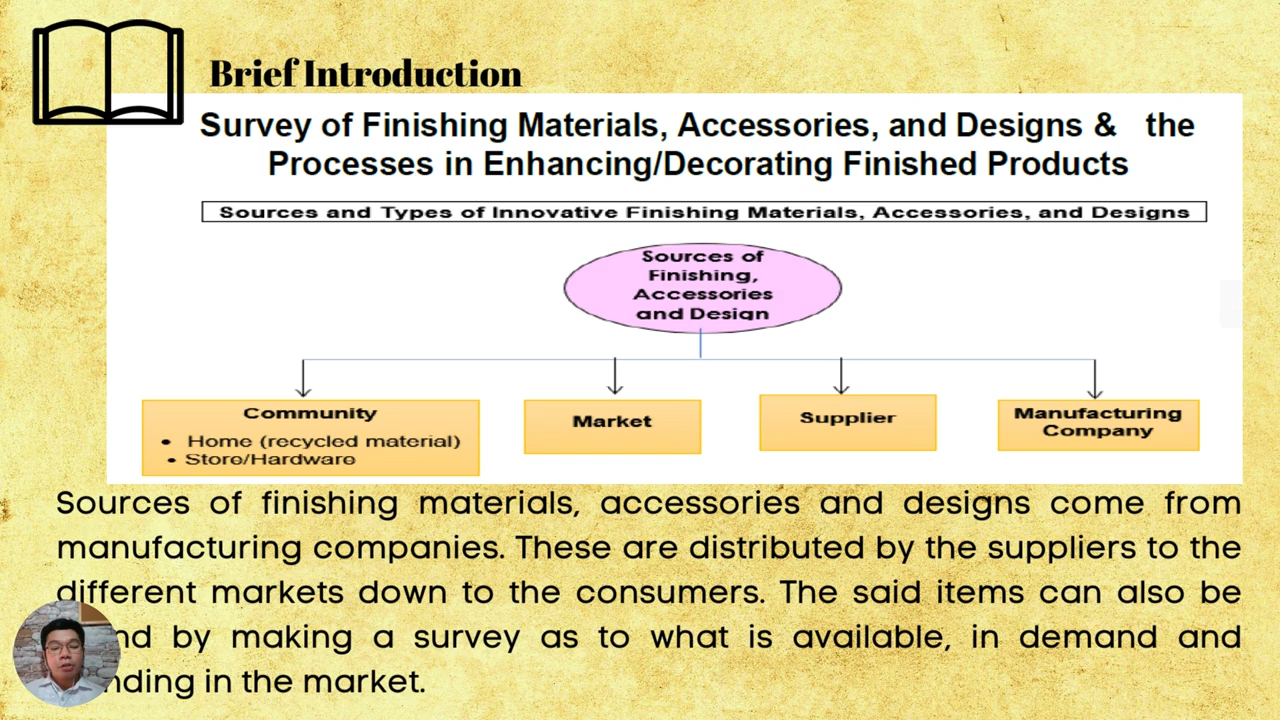 Brief Introduction
Survey of Finishing Materials, Accessories, and Designs & the
Processes in Enhancing/Decorating Finished Products
Sources and Types of Innovative Finishing Materials, Accessories, and Designs
Sources of
Finishing,
Accessories
and Design
Community
• Home (recycled material)
• Store/Hardware
Market
Supplier
Manufacturing
Company
Sources of finishing materials, accessories and designs come from
manufacturing companies. These are distributed by the suppliers to the
different markets down to the consumers. The said items can also be
by making a survey as to what is available, in demand and
in the market.